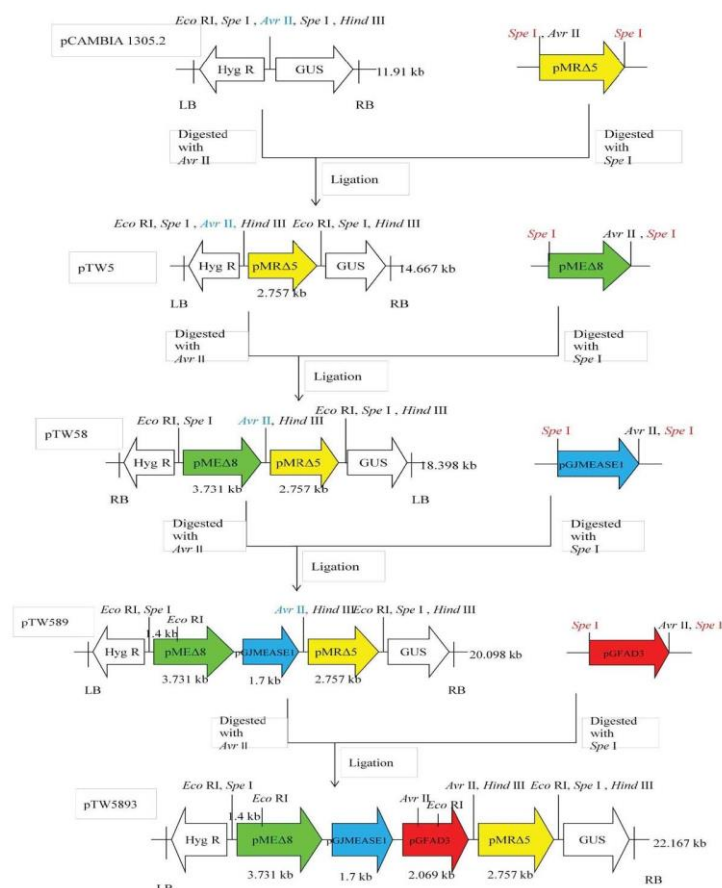 Eco RI, Spe I , Avr II, Spe I , Hind III
pCAMBIA 1305.2
Spe I , Avr II
Spe I
Hyg R
GUS
11.91 kb
pMRΔ5
LB
RB
Digested
with
Avr II
Digested
with
Spe I
Ligation
Eco RI, Spe I , Avr II, Hind III
Eco RI, Spe I, Hind III
Spe I
Avr II , Spe I
pTW5
Hyg R
pMRΔ5
GUS
14.667 kb
pMEΔ8
2.757 kb
LB
RB
Digested
with
Avr II
Digested
with
Spe I
Ligation
pTW58
Eco RI, Spe I
Avr II, Hind III
Eco RI, Spe I , Hind III
Spe I
Avr II, Spe I
Hyg R
pMEΔ8
pMRΔ5
GUS
18.398 kb
pGJMEASE1
3.731 kb
2.757 kb
RB
LB
Digested
with
Avr II
Digested
with
Spe I
Ligation
pTW589
Eco RI, Spe I
Eco RI
1.4 kb
Avr II, Hind III
Eco RI, Spe I , Hind III
Spe I
Avr II, Spe I
Hyg R
pMEΔ8
pGJMEASE1
pMRΔ5
GUS
20.098 kb
pGFAD3
3.731 kb
1.7 kb
2.757 kb
LB
RB
Digested
with
Avr II
Digested
with
Spe I
Ligation
pTW5893
Eco RI, Spe I
Eco RI
1.4 kb
Avr II
Eco RI
Avr II, Hind III
Eco RI, Spe I , Hind III
Hyg R
pMEΔ8
pGJMEASE1
pGFAD3
pMRΔ5
GUS
22.167 kb
3.731 kb
1.7 kb
2.069 kb
2.757 kb
LB
RB